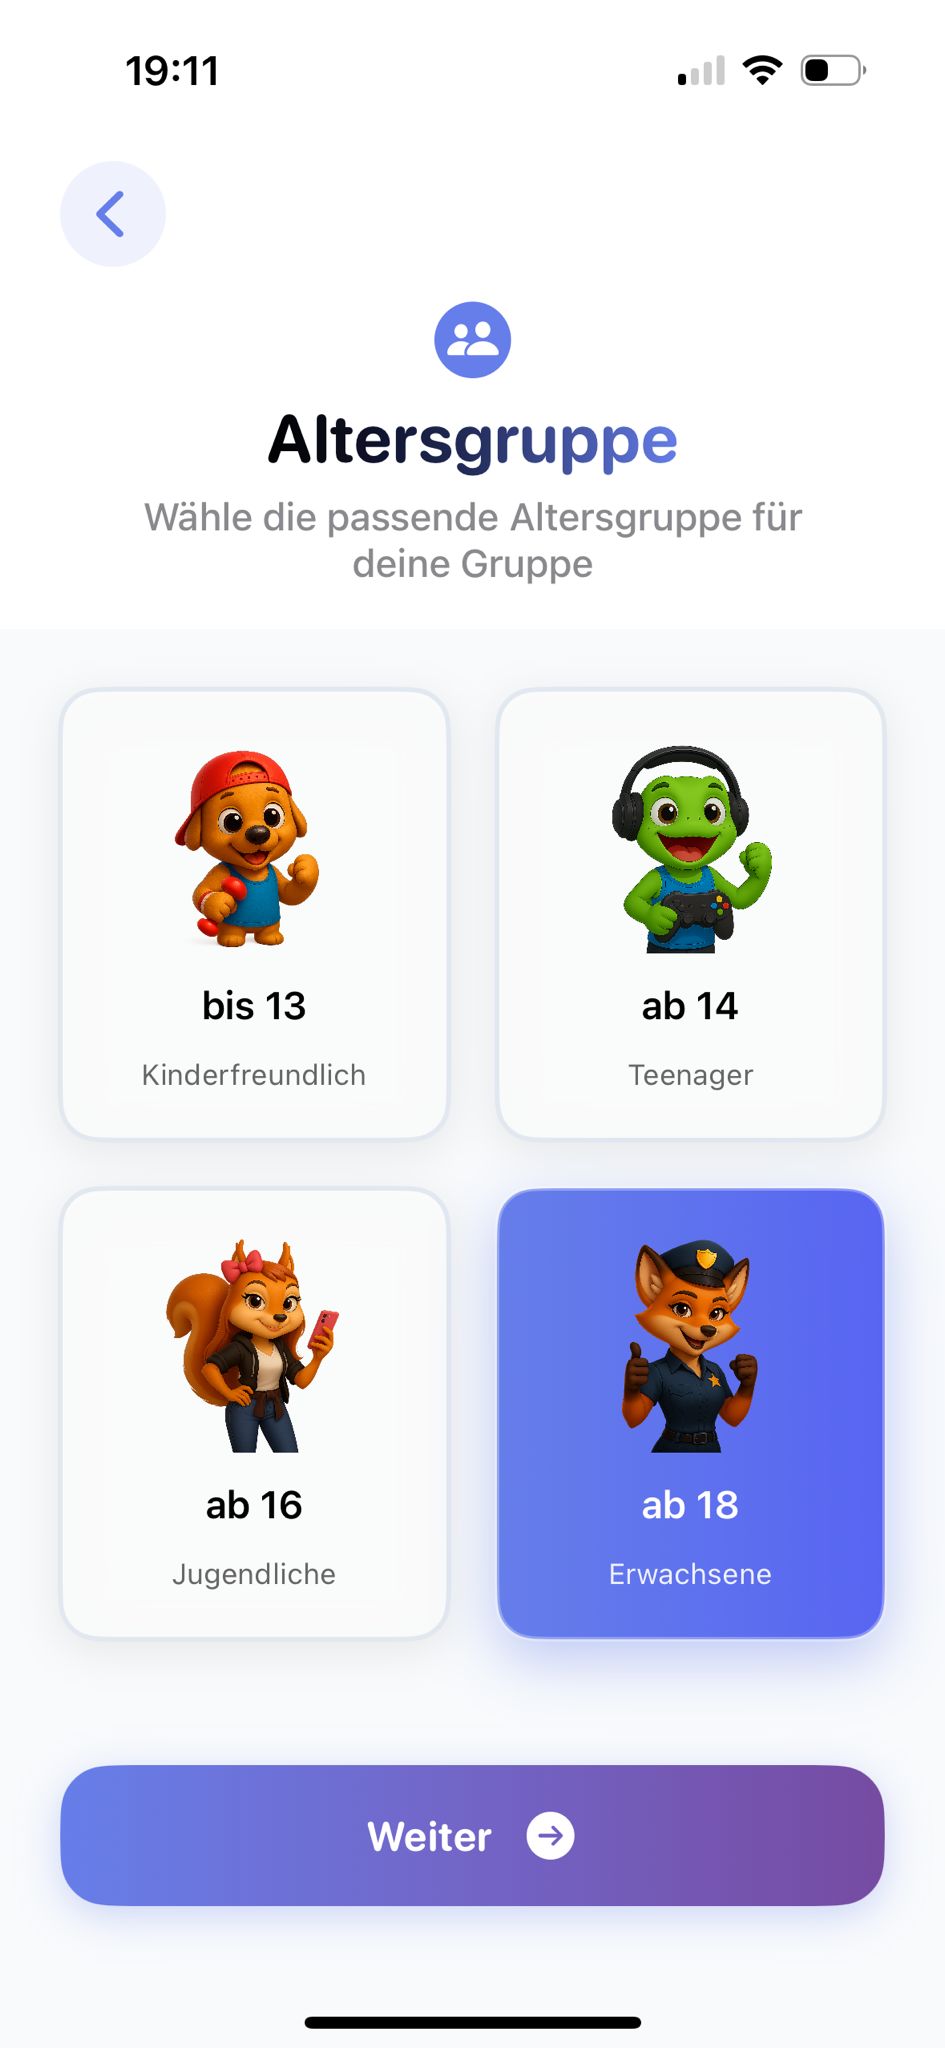 19:11
Altersgruppe
Wähle die passende Altersgruppe für
deine Gruppe
bis 13
Kinderfreundlich
ab 14
Teenager
ab 16
Jugendliche
ab 18
Erwachsene
Weiter